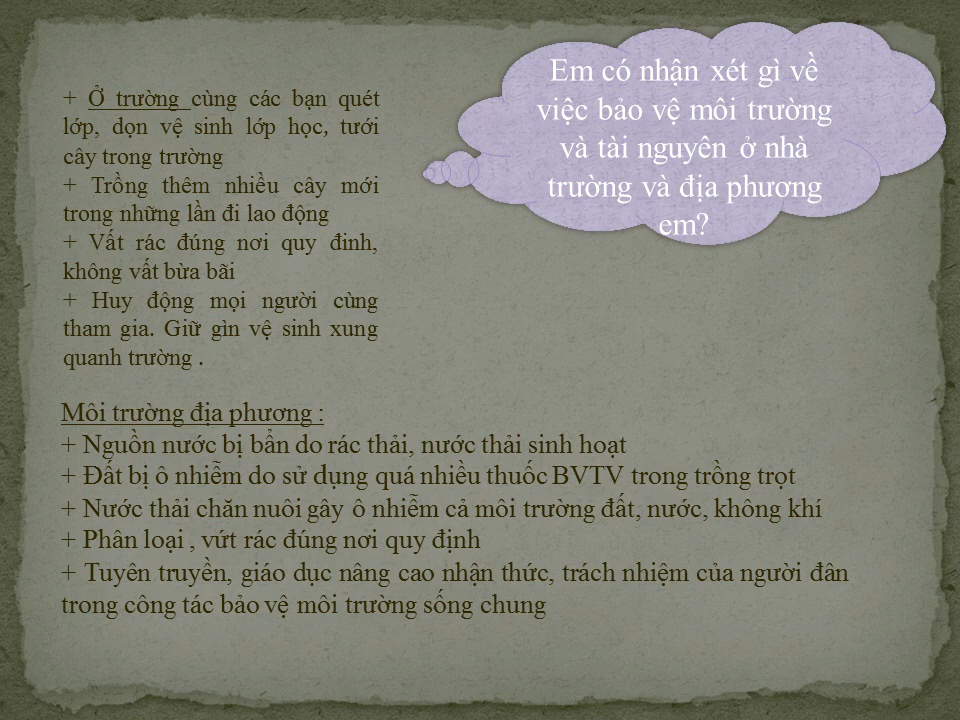 Em có nhận xét gì về
việc bảo vệ môi trường
và tài nguyên ở nhà
trường và địa phương
em?
+ Ở trường cùng các bạn quét
lớp, dọn vệ sinh lớp học, tưới
cây trong trường
+ Trồng thêm nhiều cây mới
trong những lần đi lao động
+ Vất rác đúng nơi quy đinh,
không vất bừa bãi
+ Huy động mọi người cùng
tham gia. Giữ gìn vệ sinh xung
quanh trường .
Môi trường địa phương :
+ Nguồn nước bị bẩn do rác thải, nước thải sinh hoạt
+ Đất bị ô nhiễm do sử dụng quá nhiều thuốc BVTV trong trồng trọt
+ Nước thải chăn nuôi gây ô nhiễm cả môi trường đất, nước, không khí
+ Phân loại , vứt rác đúng nơi quy định
+ Tuyên truyền, giáo dục nâng cao nhận thức, trách nhiệm của người đân
trong công tác bảo vệ môi trường sống chung